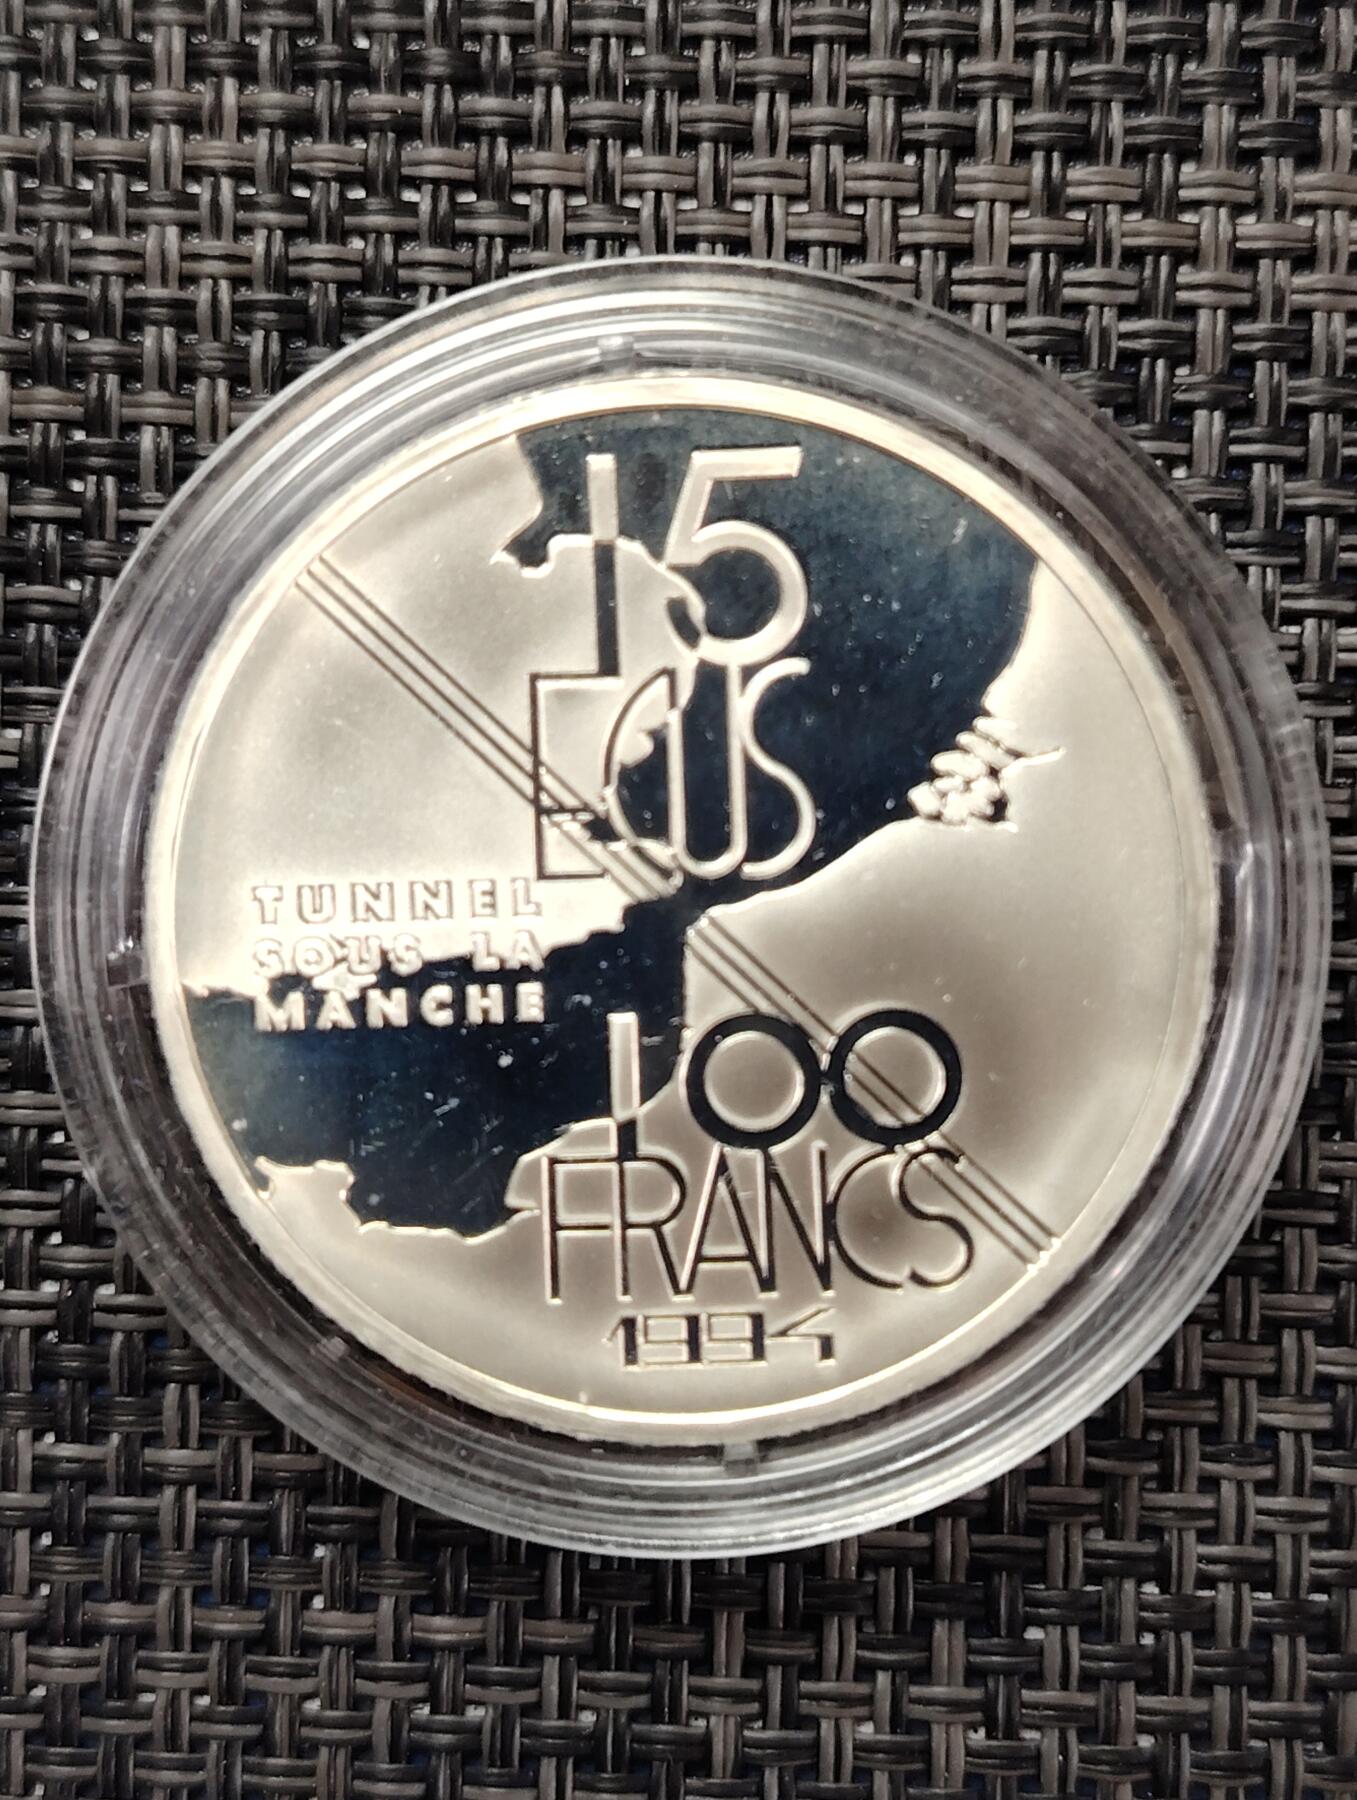 15
ECUS
TUNNEL
SOUS LA
MANCHE
100
FRANCS
1994